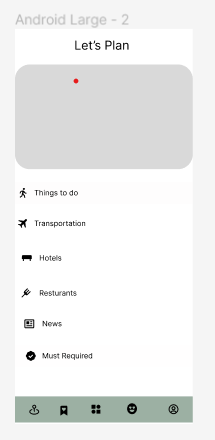 Android Large - 2
Let's Plan
Things to do
Transportation
Hotels
Resturants
News
Must Required